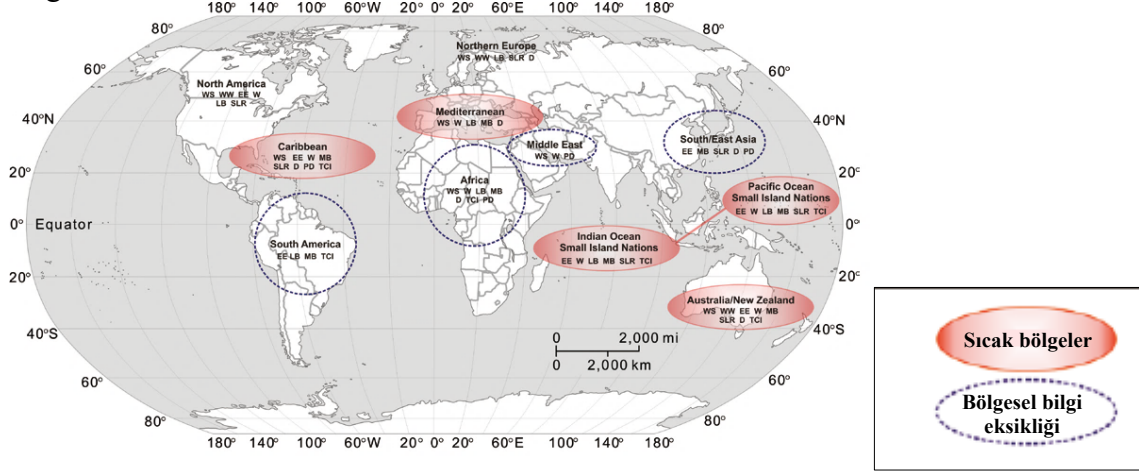 180° 140° 100° 60°W 20° 0° 20° 60°E 100° 140° 180°
80° 80°
60° 60°
40°N 40°N
20° 20°
0° 0°
Equator
20° 20°
40°S 40°S
60° 60°
80° 80°
180° 140° 100° 60°W 20° 0° 20° 60°E 100° 140° 180°
Northern Europe
WS WW LB SLR D
North America
WS WW EE W
LB SLR
Mediterranean
WS W LB MB D
Caribbean
WS EE W MB
SLR D PD TCI
Middle East
WS W PD
South/East Asia
EE MB SLR D PD
Africa
WS W LB MB
D TCI PD
Pacific Ocean
Small Island Nations
EE W LB MB SLR TCI
South America
EE LB MB TCI
Indian Ocean
Small Island Nations
EE W LB MB SLR TCI
Australia/New Zealand
WS WW EE W MB
SLR D TCI
0 2,000 mi
0 2,000 km
Sıcak bölgeler
Bölgesel bilgi
eksikliği